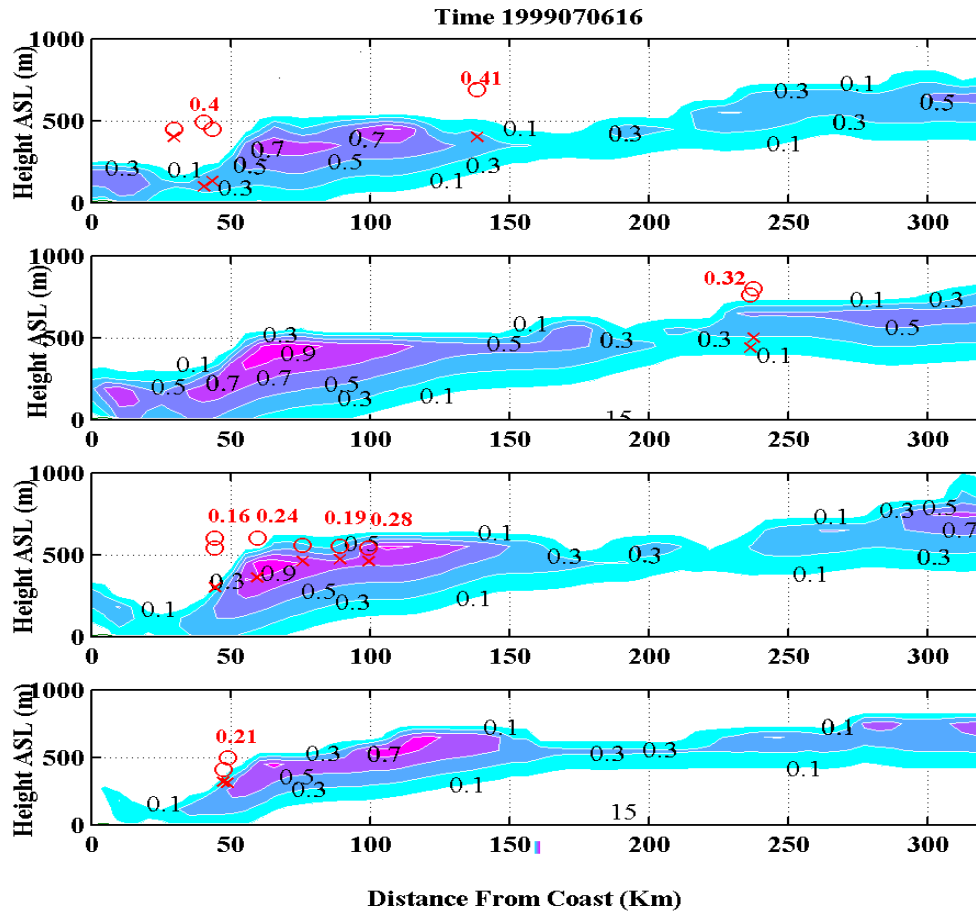 Time 1999070616
1000
0.41
0.4
0.3 0.1
500
0.1 0.3 0.5
0.7 0.7
0.3
0.3 0.1 0.5 0.5 0.3 0.1
0.3 0.1
0
Height ASL (m)
0 50 100 150 200 250 300
1000
0.32
0.1 0.3
500
0.3 0.1
0.9 0.5 0.3 0.3 0.5
0.1 0.1
0.5 0.7 0.7 0.5
0.3 0.1
15
0
Height ASL (m)
0 50 100 150 200 250 300
1000
0.16 0.24 0.19 0.28
0.3 0.5
0.1 0.7
500
0.5 0.1
0.3 0.3 0.3
0.3 0.9
0.5 0.1
0.1 0.3 0.1
0
Height ASL (m)
0 50 100 150 200 250 300
1000
0.21
0.1 0.1
500
0.3 0.7 0.3 0.3
0.5 0.1
0.1 0.3 0.1
15
0
Height ASL (m)
0 50 100 150 200 250 300
Distance From Coast (Km)